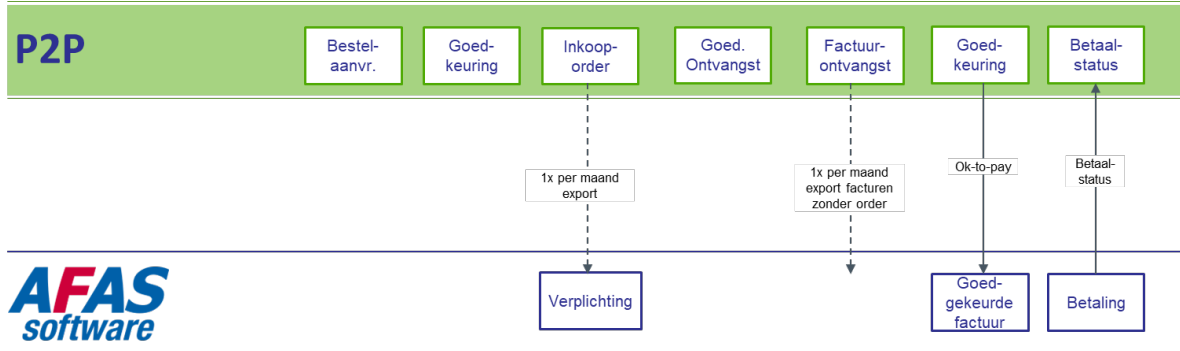 P2P
Bestel-
aanvr.
Goed-
keuring
Inkoop-
order
Goed.
Ontvangst
Factuur-
ontvangst
Goed-
keuring
Betaal-
status
1x per maand
export
1x per maand
export facturen
zonder order
Ok-to-pay
Betaal-
status
AFAS
software
Verplichting
Goed-
gekeurde
factuur
Betaling